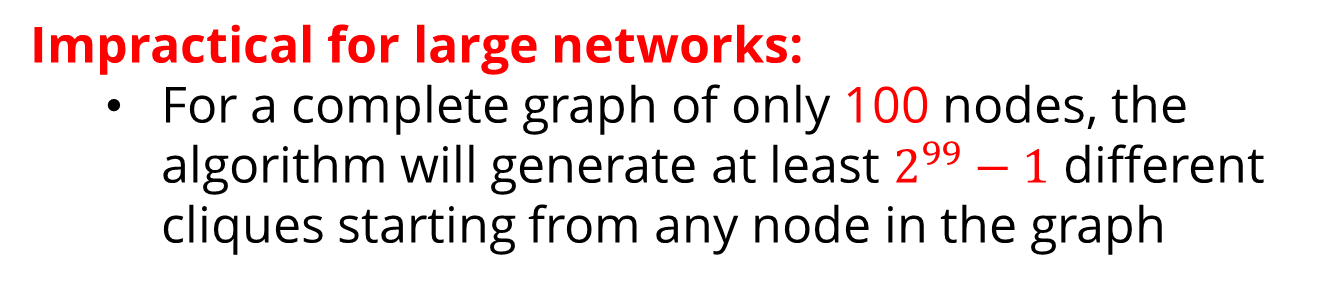 Impractical for large networks:
• For a complete graph of only 100 nodes, the
algorithm will generate at least 2⁹⁹ − 1 different
cliques starting from any node in the graph